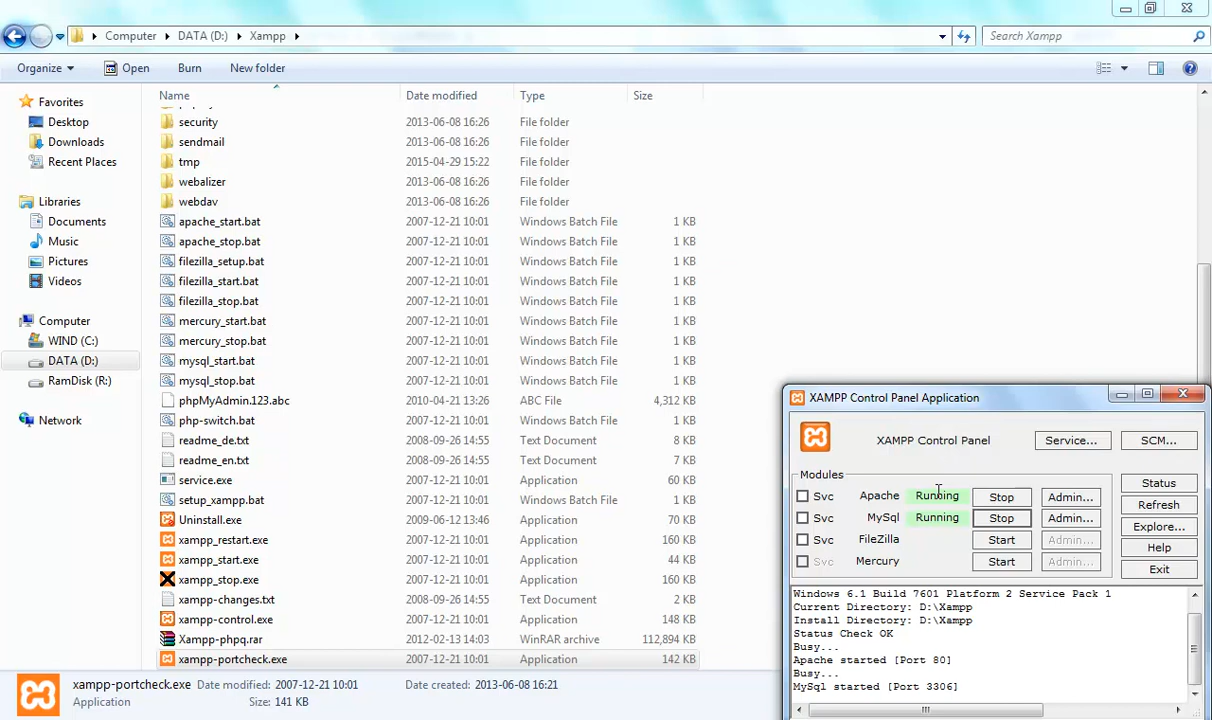 Computer DATA (D:) Xampp Search Xampp
Organize Open Burn New folder
Name Date modified Type Size
Favorites
Desktop
Downloads
Recent Places
Libraries
Documents
Music
Pictures
Videos
Computer
WIND (C:)
DATA (D:)
RamDisk (R:)
Network
security 2013-06-08 16:26 File folder
sendmail 2013-06-08 16:26 File folder
tmp 2015-04-29 15:22 File folder
webalizer 2013-06-08 16:26 File folder
webdav 2013-06-08 16:26 File folder
apache_start.bat 2007-12-21 10:01 Windows Batch File 1 KB
apache_stop.bat 2007-12-21 10:01 Windows Batch File 1 KB
filezilla_setup.bat 2007-12-21 10:01 Windows Batch File 1 KB
filezilla_start.bat 2007-12-21 10:01 Windows Batch File 1 KB
filezilla_stop.bat 2007-12-21 10:01 Windows Batch File 1 KB
mercury_start.bat 2007-12-21 10:01 Windows Batch File 1 KB
mercury_stop.bat 2007-12-21 10:01 Windows Batch File 1 KB
mysql_start.bat 2007-12-21 10:01 Windows Batch File 1 KB
mysql_stop.bat 2007-12-21 10:01 Windows Batch File 1 KB
phpMyAdmin.123.abc 2010-04-21 13:26 ABC File 4,312 KB
php-switch.bat 2007-12-21 10:01 Windows Batch File 1 KB
readme_de.txt 2008-09-26 14:55 Text Document 8 KB
readme_en.txt 2008-09-26 14:55 Text Document 7 KB
service.exe 2007-12-21 10:01 Application 60 KB
setup_xampp.bat 2007-12-21 10:01 Windows Batch File 1 KB
Uninstall.exe 2009-06-12 13:46 Application 70 KB
xampp_restart.exe 2007-12-21 10:01 Application 160 KB
xampp_start.exe 2007-12-21 10:01 Application 44 KB
xampp_stop.exe 2007-12-21 10:01 Application 160 KB
xampp-changes.txt 2008-09-26 14:55 Text Document 2 KB
xampp-control.exe 2007-12-21 10:01 Application 148 KB
Xampp-phpq.rar 2012-02-13 14:03 WinRAR archive 112,894 KB
xampp-portcheck.exe 2007-12-21 10:01 Application 142 KB
xampp-portcheck.exe Date modified: 2007-12-21 10:01 Date created: 2013-06-08 16:21
Application Size: 141 KB
XAMPP Control Panel Application
XAMPP Control Panel Service... SCM...
Modules
Svc Apache Running Stop Admin...
Svc MySql Running Stop Admin...
Svc FileZilla Start Admin...
Svc Mercury Start Admin...
Status
Refresh
Explore...
Help
Exit
Windows 6.1 Build 7601 Platform 2 Service Pack 1
Current Directory: D:\Xampp
Install Directory: D:\Xampp
Status Check OK
Busy...
Apache started [Port 80]
Busy...
MySql started [Port 3306]